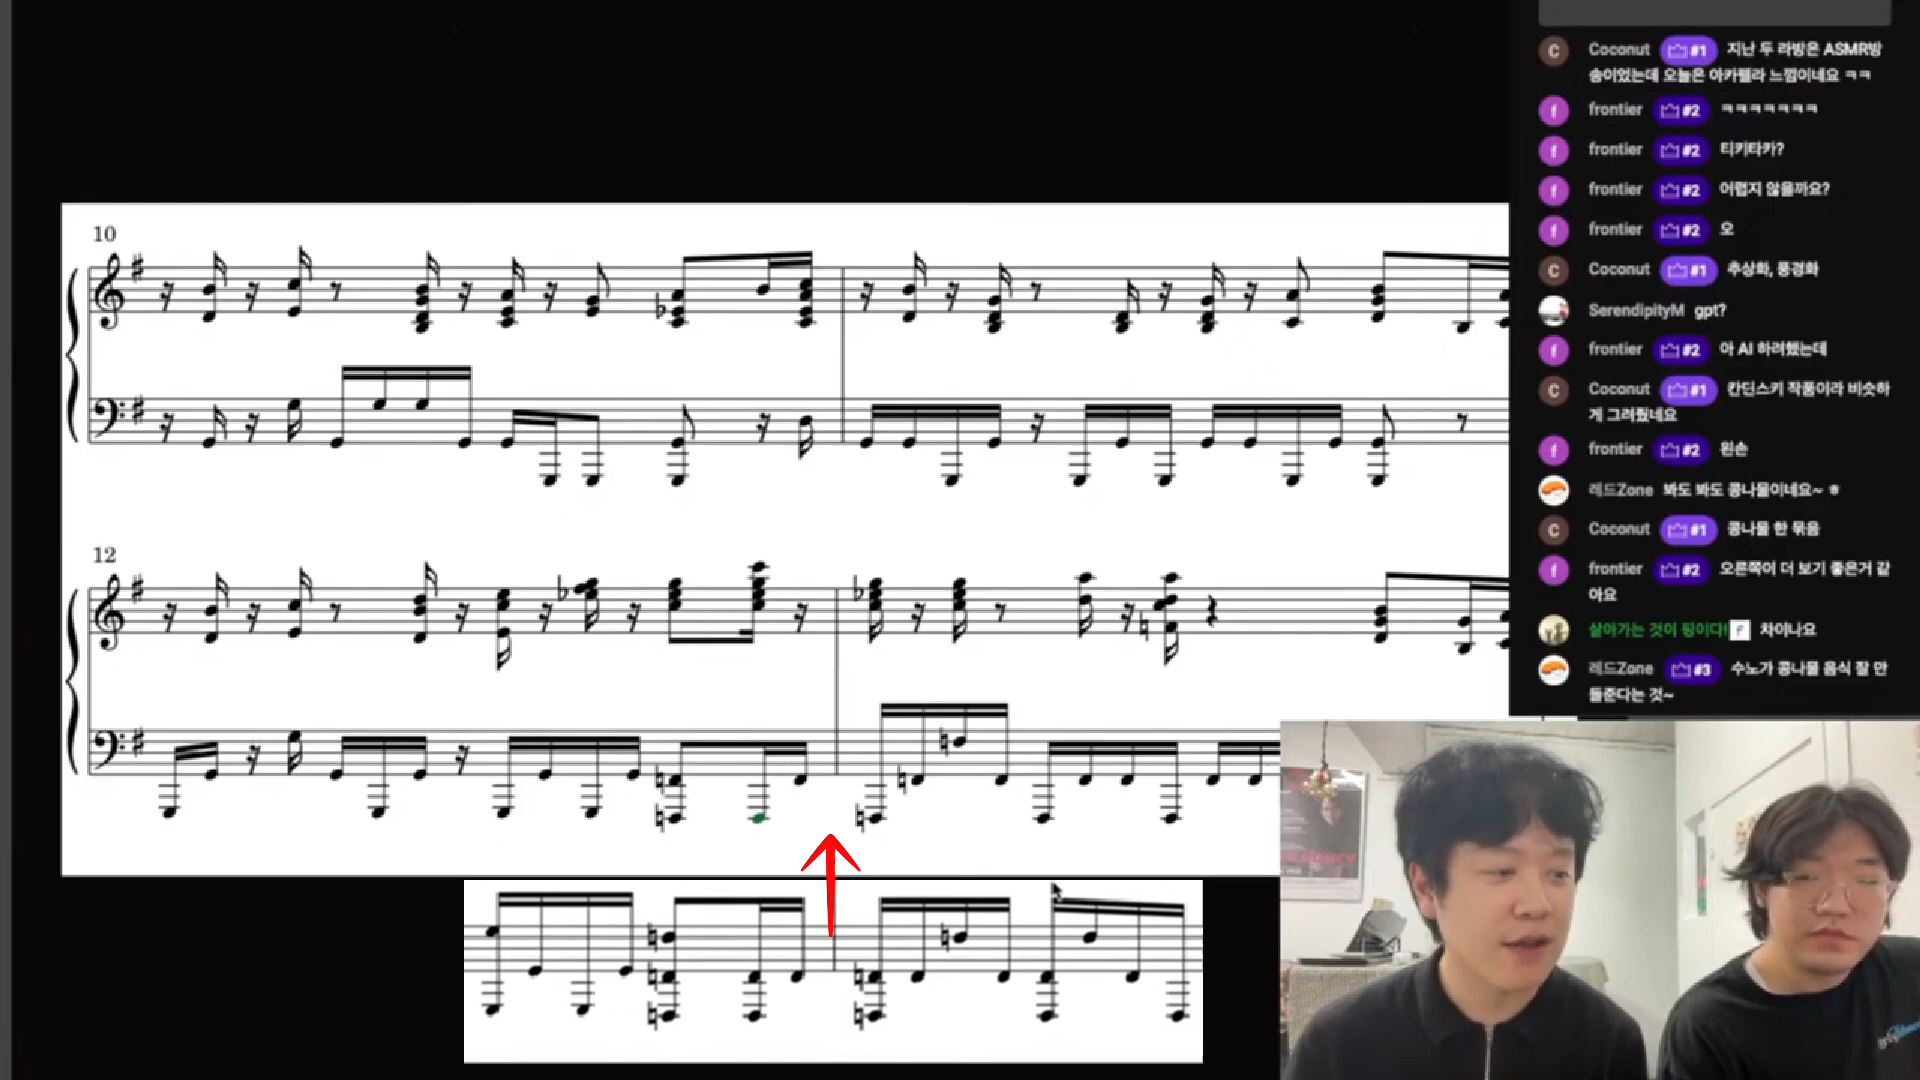 Coconut #1 지난 두 라방은 ASMR방
송이었는데 오늘은 아카펠라 느낌이네요 ㅋㅋ
frontier #2 ㅋㅋㅋㅋㅋㅋㅋ
frontier #2 티키타카?
frontier #2 어렵지 않을까요?
frontier #2 오
Coconut #1 추상화, 풍경화
SerendipityM gpt?
frontier #2 아 AI 하려했는데
Coconut #1 칸딘스키 작품이라 비슷하
게 그려줬네요
frontier #2 왼손
레드Zone 봐도 봐도 콩나물이네요~ ㅎ
Coconut #1 콩나물 한 묶음
frontier #2 오른쪽이 더 보기 좋은거 같
아요
살아가는 것이 핑이다! F 차이나요
레드Zone #3 수노가 콩나물 음식 잘 만
들준다는 것~
10
12